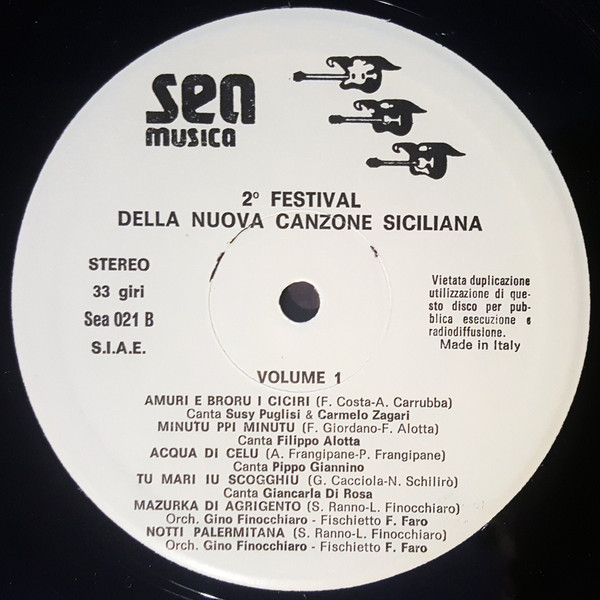 sea
musica
2º FESTIVAL
DELLA NUOVA CANZONE SICILIANA
STEREO
33 giri
Sea 021 B
S.I.A.E.
Vietata duplicazione
utilizzazione di que-
sto disco per pub-
blica esecuzione e
radiodiffusione.
Made in Italy
VOLUME 1
AMURI E BRORU I CICIRI (F. Costa-A. Carrubba)
Canta Susy Puglisi & Carmelo Zagari
MINUTU PPI MINUTU (F. Giordano-F. Alotta)
Canta Filippo Alotta
ACQUA DI CELU (A. Frangipane-P. Frangipane)
Canta Pippo Giannino
TU MARI IU SCOGGHIU (G. Cacciola-N. Schilirò)
Canta Giancarla Di Rosa
MAZURKA DI AGRIGENTO (S. Ranno-L. Finocchiaro)
Orch. Gino Finocchiaro - Fischietto F. Faro
NOTTI PALERMITANA (S. Ranno-L. Finocchiaro)
Orch. Gino Finocchiaro - Fischietto F. Faro